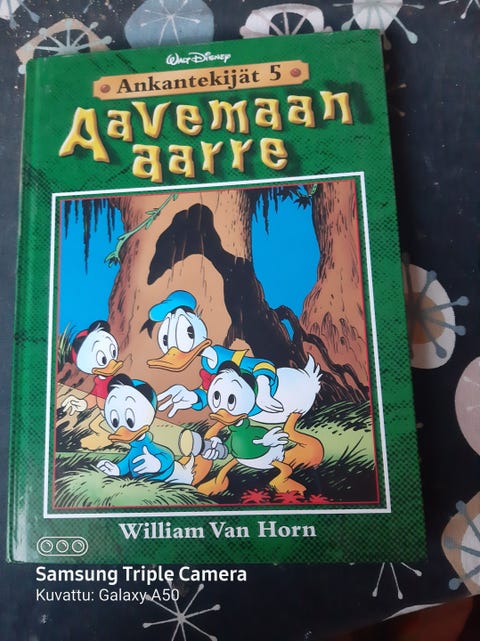 Walt Disney
Ankantekijät 5
Aavemaan
aarre
William Van Horn
Samsung Triple Camera
Kuvattu: Galaxy A50